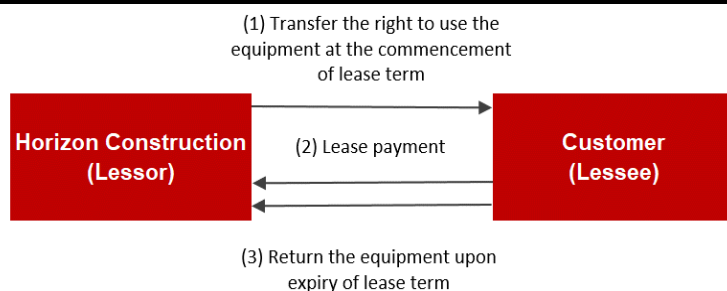 (1) Transfer the right to use the
equipment at the commencement
of lease term
Horizon Construction
(Lessor)
(2) Lease payment
Customer
(Lessee)
(3) Return the equipment upon
expiry of lease term